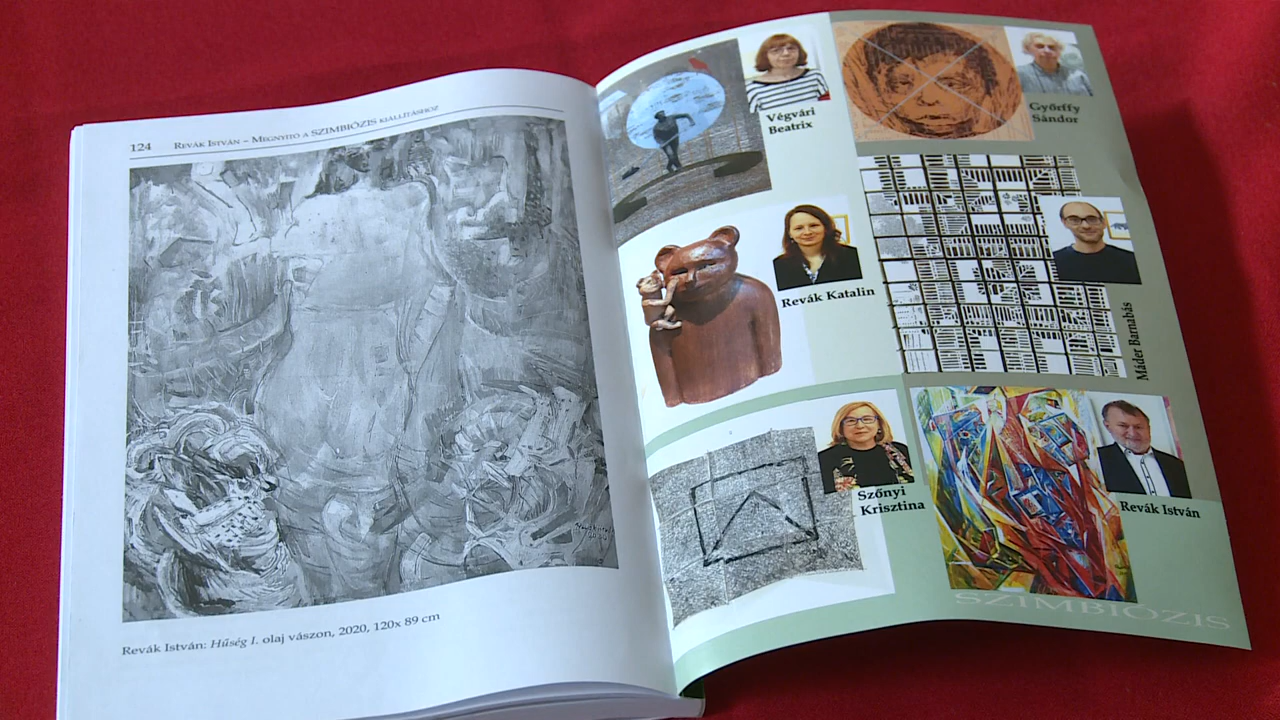 124 REVÁK ISTVÁN – MEGNYITÓ A SZIMBIÓZIS KIÁLLÍTÁSHOZ
Revák István: Hűség I. olaj vászon, 2020, 120x 89 cm
Végvári
Beatrix
Revák Katalin
Szőnyi
Krisztina
Győrffy
Sándor
Máder Barnabás
Revák István
SZIMBIÓZIS